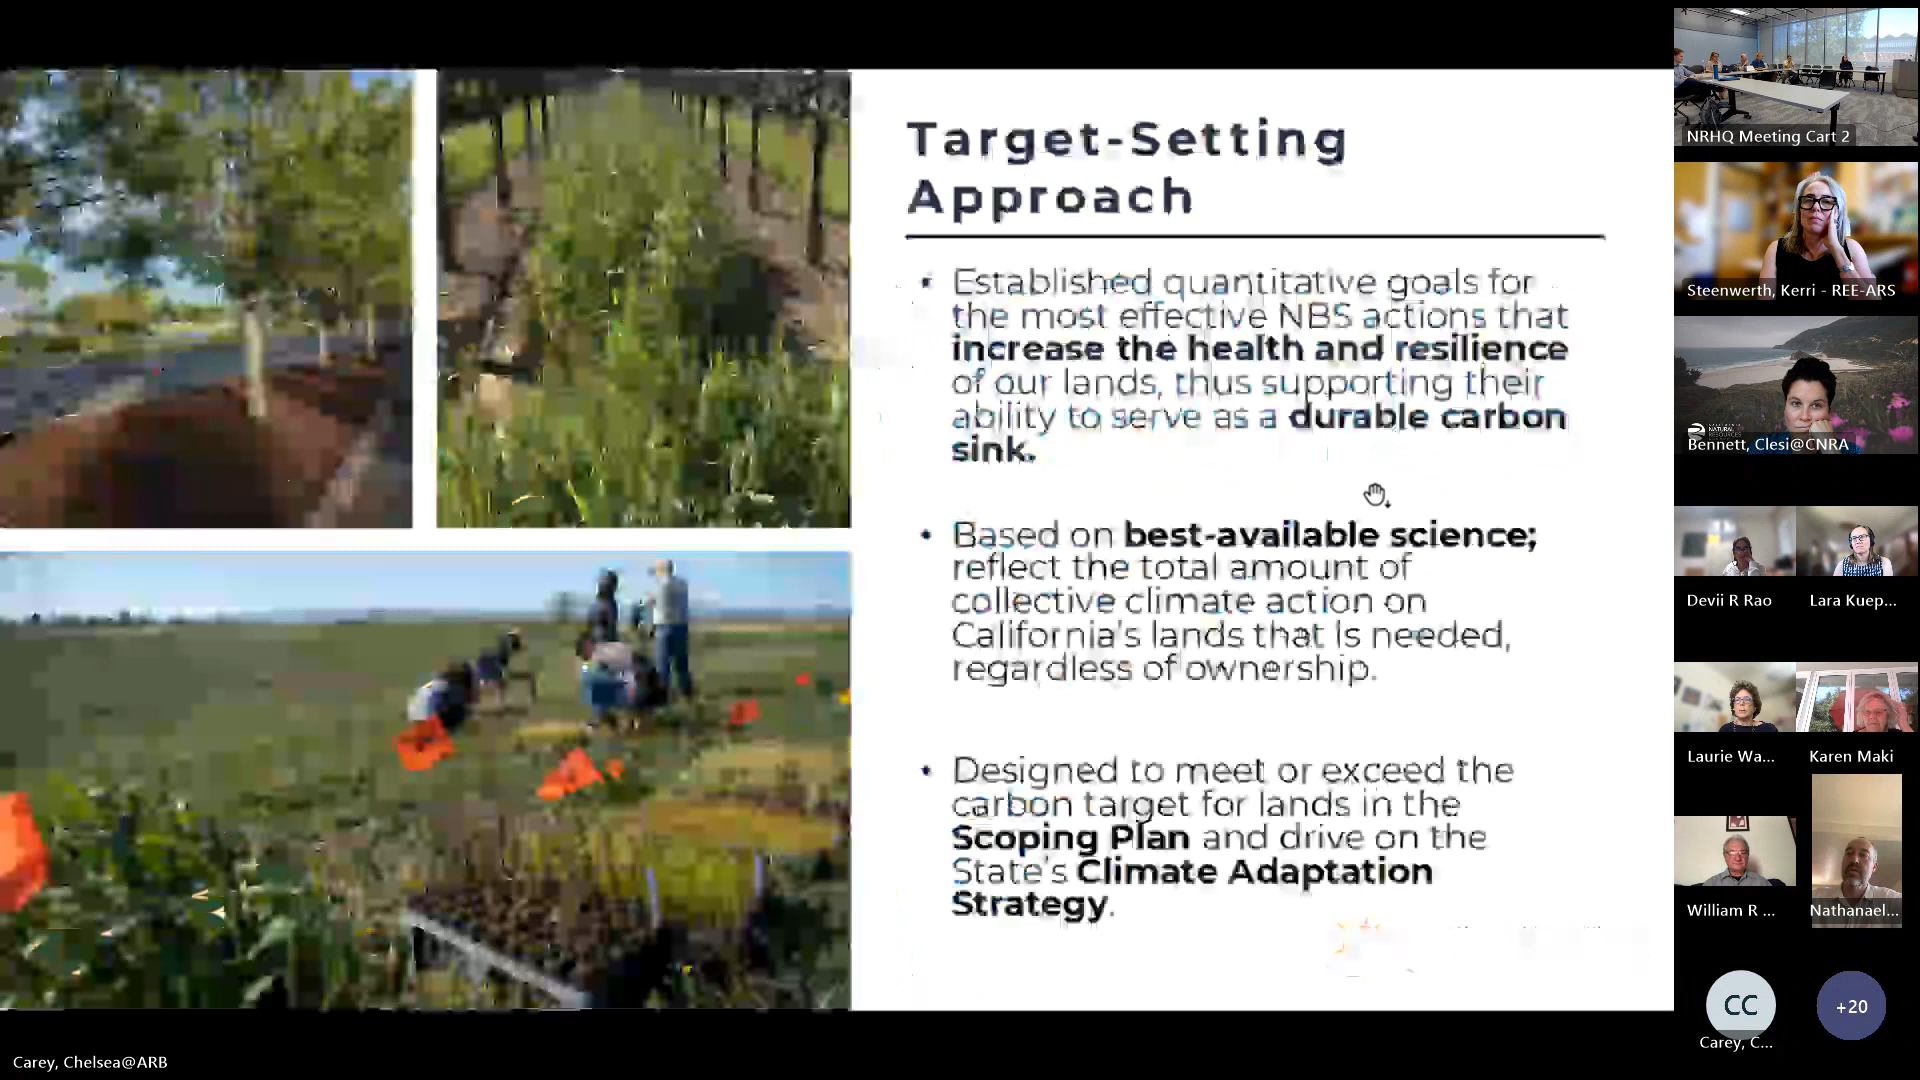 Target-Setting
Approach
• Established quantitative goals for
the most effective NBS actions that
increase the health and resilience
of our lands, thus supporting their
ability to serve as a durable carbon
sink.
• Based on best-available science;
reflect the total amount of
collective climate action on
California's lands that is needed,
regardless of ownership.
• Designed to meet or exceed the
carbon target for lands in the
Scoping Plan and drive on the
State's Climate Adaptation
Strategy.
Carey, Chelsea@ARB
NRHQ Meeting Cart 2
Steenwerth, Kerri - REE-ARS
NATURAL
Bennett, Clesi@CNRA
Devii R Rao
Lara Kuep...
Laurie Wa...
Karen Maki
William R ...
Nathanael...
CC
Carey, C...
+20